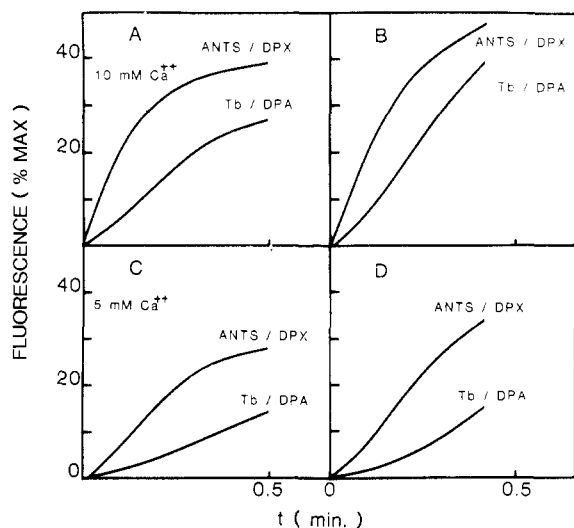 FLUORESCENCE ( % MAX )
40
20
0
A
ANTS / DPX
10 mM Ca++
Tb / DPA
B
ANTS / DPX
Tb / DPA
40
20
0
C
5 mM Ca++
ANTS / DPX
Tb / DPA
0.5
D
ANTS / DPX
Tb / DPA
0
0.5
t ( min. )